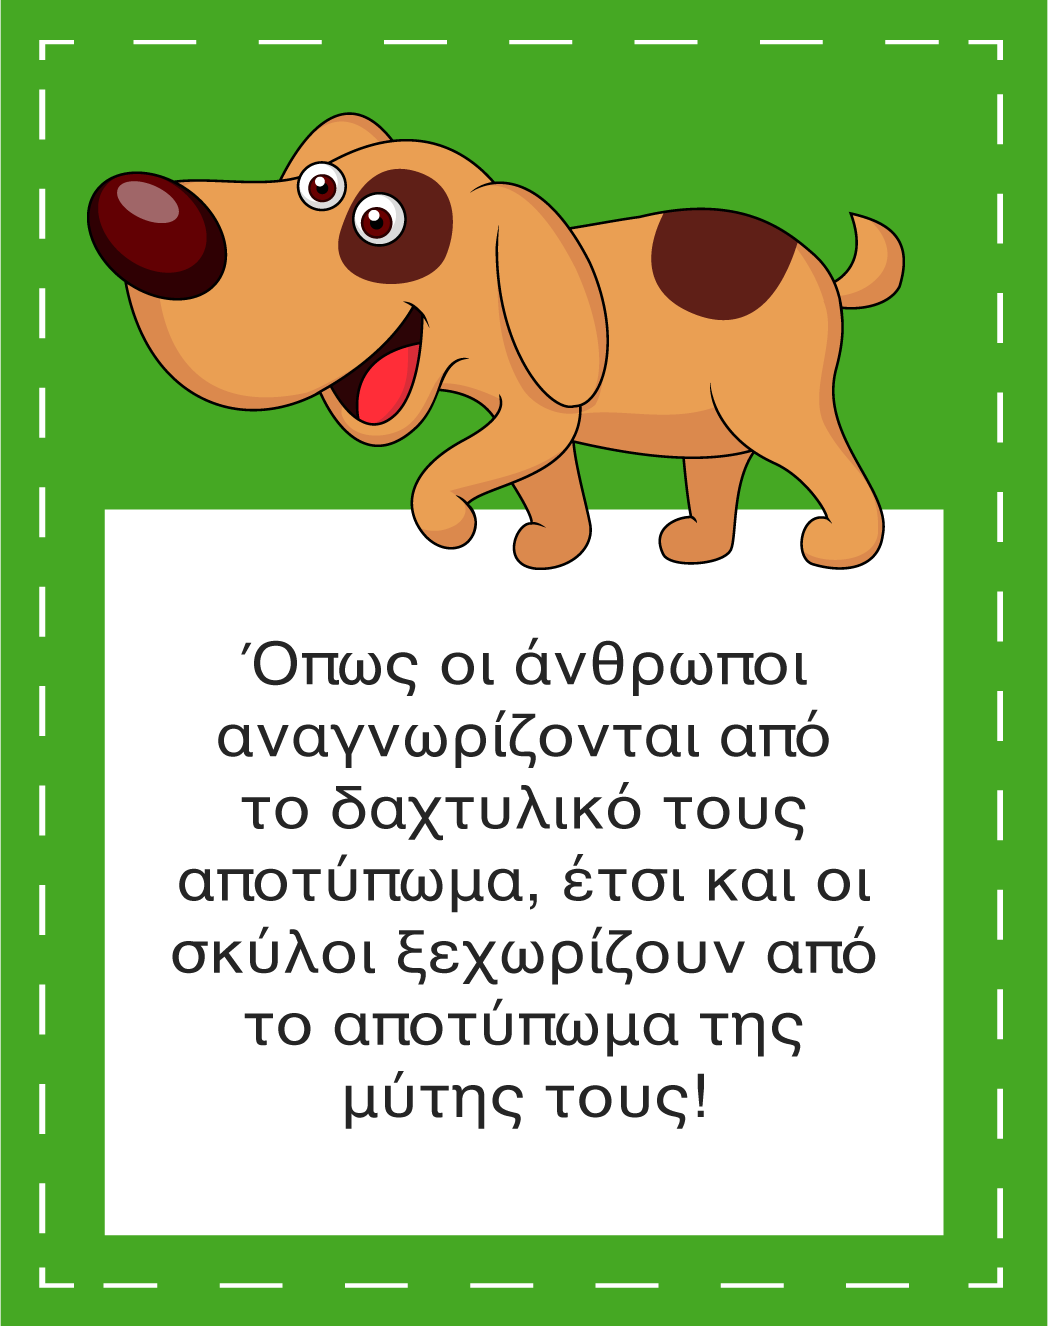 Όπως οι άνθρωποι
αναγνωρίζονται από
το δαχτυλικό τους
αποτύπωμα, έτσι και οι
σκύλοι ξεχωρίζουν από
το αποτύπωμα της
μύτης τους!